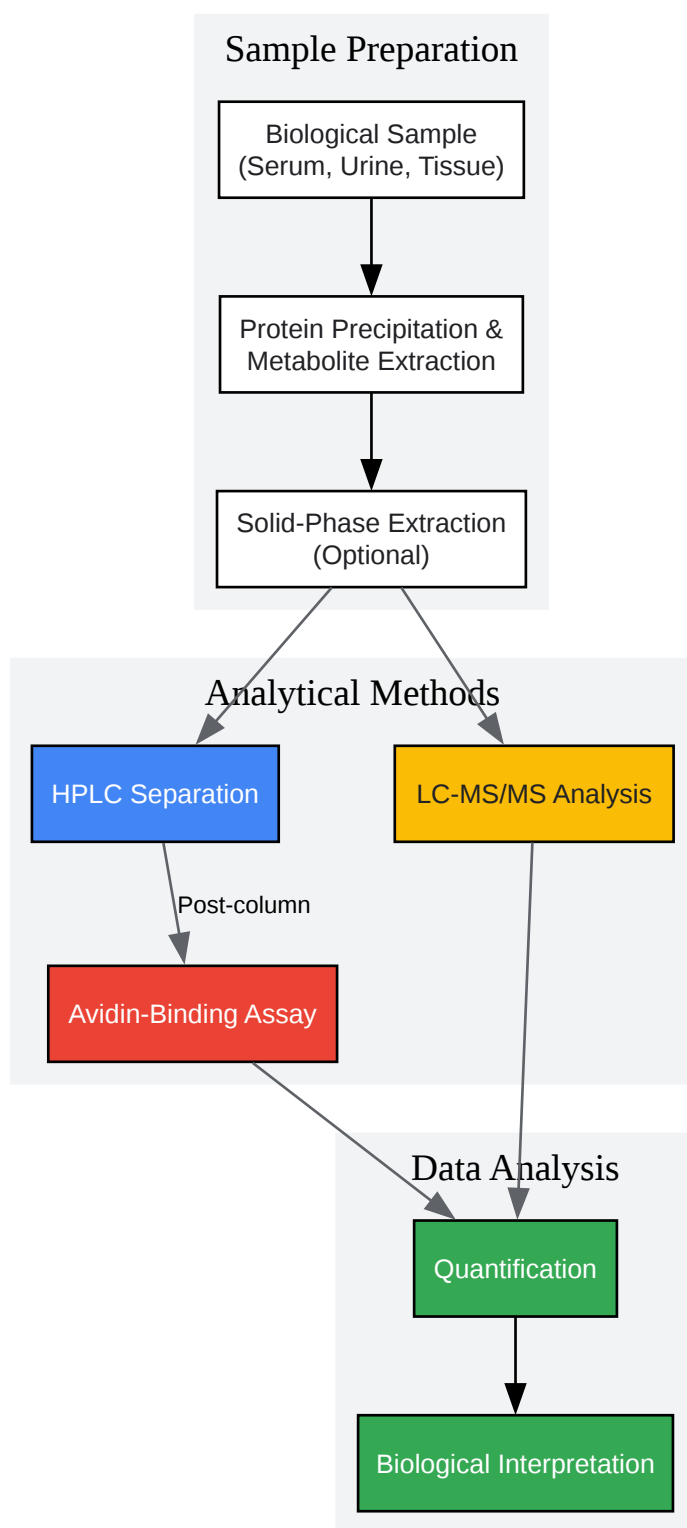 Sample Preparation
Biological Sample
(Serum, Urine, Tissue)
Protein Precipitation &
Metabolite Extraction
Solid-Phase Extraction
(Optional)
Analytical Methods
HPLC Separation
LC-MS/MS Analysis
Post-column
Avidin-Binding Assay
Data Analysis
Quantification
Biological Interpretation